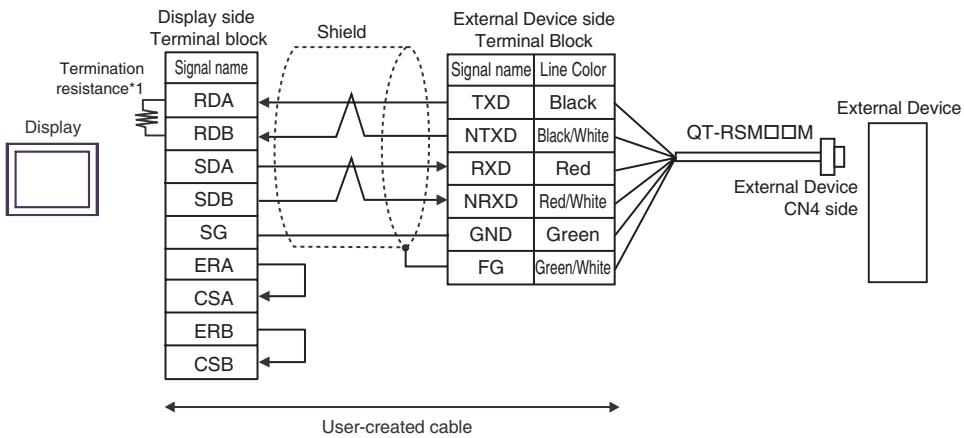 Display side
Terminal block
Shield
External Device side
Terminal Block
Termination
resistance*1
Signal name
Signal name Line Color
RDA
TXD Black
RDB
NTXD Black/White
SDA
RXD Red
SDB
NRXD Red/White
SG
GND Green
ERA
FG Green/White
CSA
ERB
CSB
Display
QT-RSM□□M
External Device
External Device
CN4 side
User-created cable